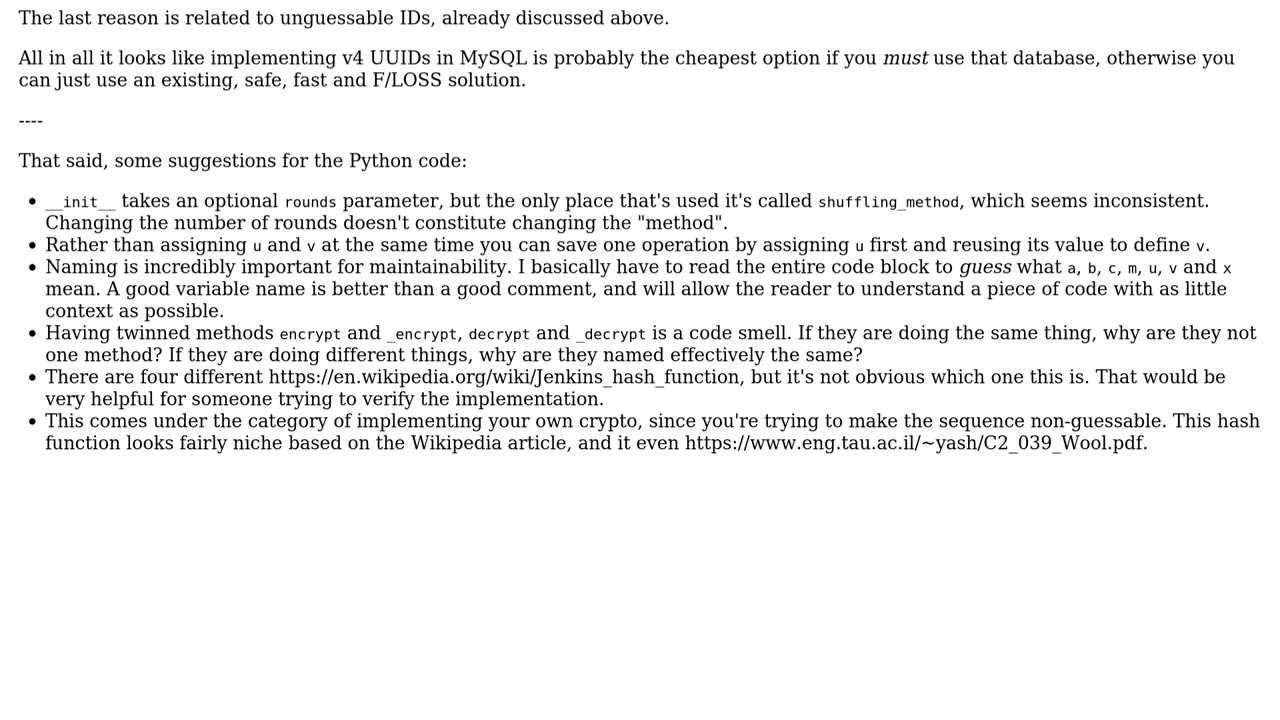 The last reason is related to unguessable IDs, already discussed above.
All in all it looks like implementing v4 UUIDs in MySQL is probably the cheapest option if you must use that database, otherwise you
can just use an existing, safe, fast and F/LOSS solution.
----
That said, some suggestions for the Python code:
• __init__ takes an optional rounds parameter, but the only place that's used it's called shuffling_method, which seems inconsistent.
Changing the number of rounds doesn't constitute changing the "method".
• Rather than assigning u and v at the same time you can save one operation by assigning u first and reusing its value to define v.
• Naming is incredibly important for maintainability. I basically have to read the entire code block to guess what a, b, c, m, u, v and x
mean. A good variable name is better than a good comment, and will allow the reader to understand a piece of code with as little
context as possible.
• Having twinned methods encrypt and _encrypt, decrypt and _decrypt is a code smell. If they are doing the same thing, why are they not
one method? If they are doing different things, why are they named effectively the same?
• There are four different https://en.wikipedia.org/wiki/Jenkins_hash_function, but it's not obvious which one this is. That would be
very helpful for someone trying to verify the implementation.
• This comes under the category of implementing your own crypto, since you're trying to make the sequence non-guessable. This hash
function looks fairly niche based on the Wikipedia article, and it even https://www.eng.tau.ac.il/~yash/C2_039_Wool.pdf.